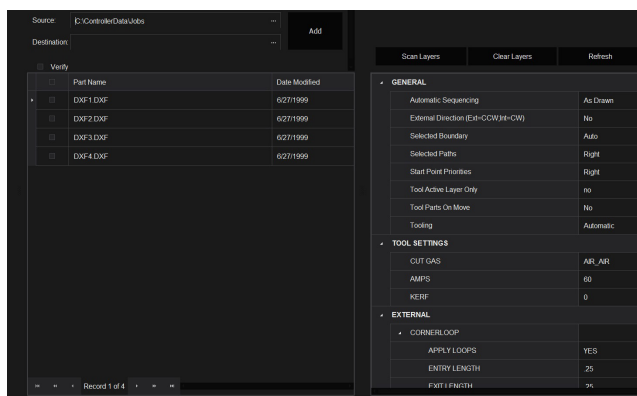 Source: C:\ControllerData\Jobs ...
Add
Destination: ...
Verify
Part Name Date Modified
DXF1.DXF 6/27/1999
DXF2.DXF 6/27/1999
DXF3.DXF 6/27/1999
DXF4.DXF 6/27/1999
Record 1 of 4
Scan Layers Clear Layers Refresh
GENERAL
Automatic Sequencing As Drawn
External Direction (Ext=CCW,Int=CW) No
Selected Boundary Auto
Selected Paths Right
Start Point Priorities Right
Tool Active Layer Only no
Tool Parts On Move No
Tooling Automatic
TOOL SETTINGS
CUT GAS AIR_AIR
AMPS 60
KERF 0
EXTERNAL
CORNERLOOP
APPLY LOOPS YES
ENTRY LENGTH .25
EXIT LENGTH .25